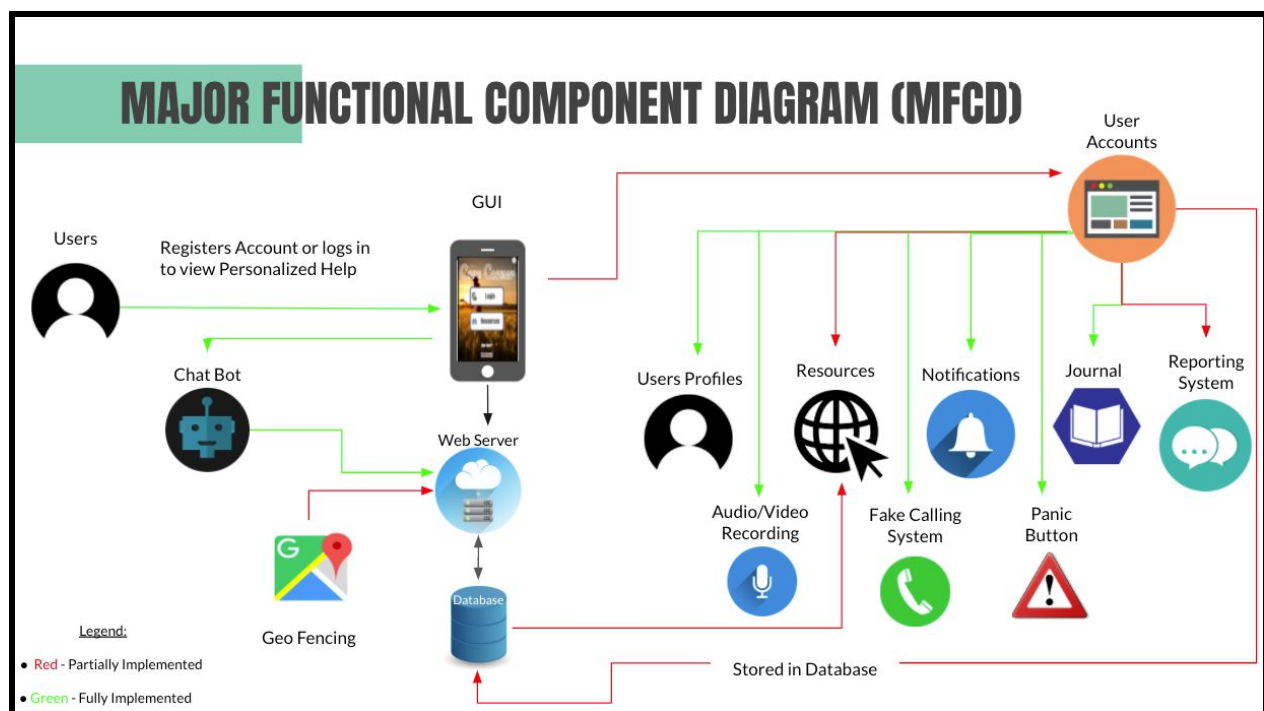 MAJOR FUNCTIONAL COMPONENT DIAGRAM (MFCD)
User
Accounts
GUI
Users
Registers Account or logs in
to view Personalized Help
Login
Resources
Chat Bot
Users Profiles
Resources
Notifications
Journal
Reporting
System
Web Server
Audio/Video
Recording
Fake Calling
System
Panic
Button
G
Database
Geo Fencing
Legend:
● Red - Partially Implemented
Stored in Database
● Green - Fully Implemented